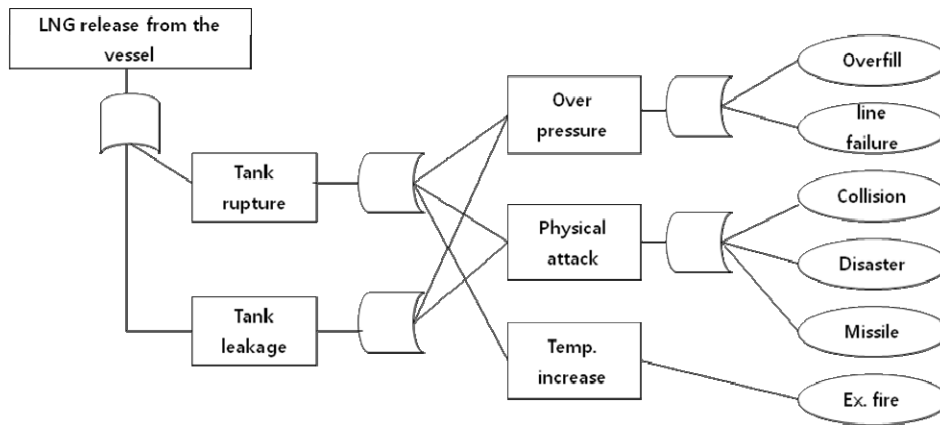 LNG release from the
vessel
Tank
rupture
Tank
leakage
Over
pressure
Physical
attack
Temp.
increase
Overfill
line
failure
Collision
Disaster
Missile
Ex. fire